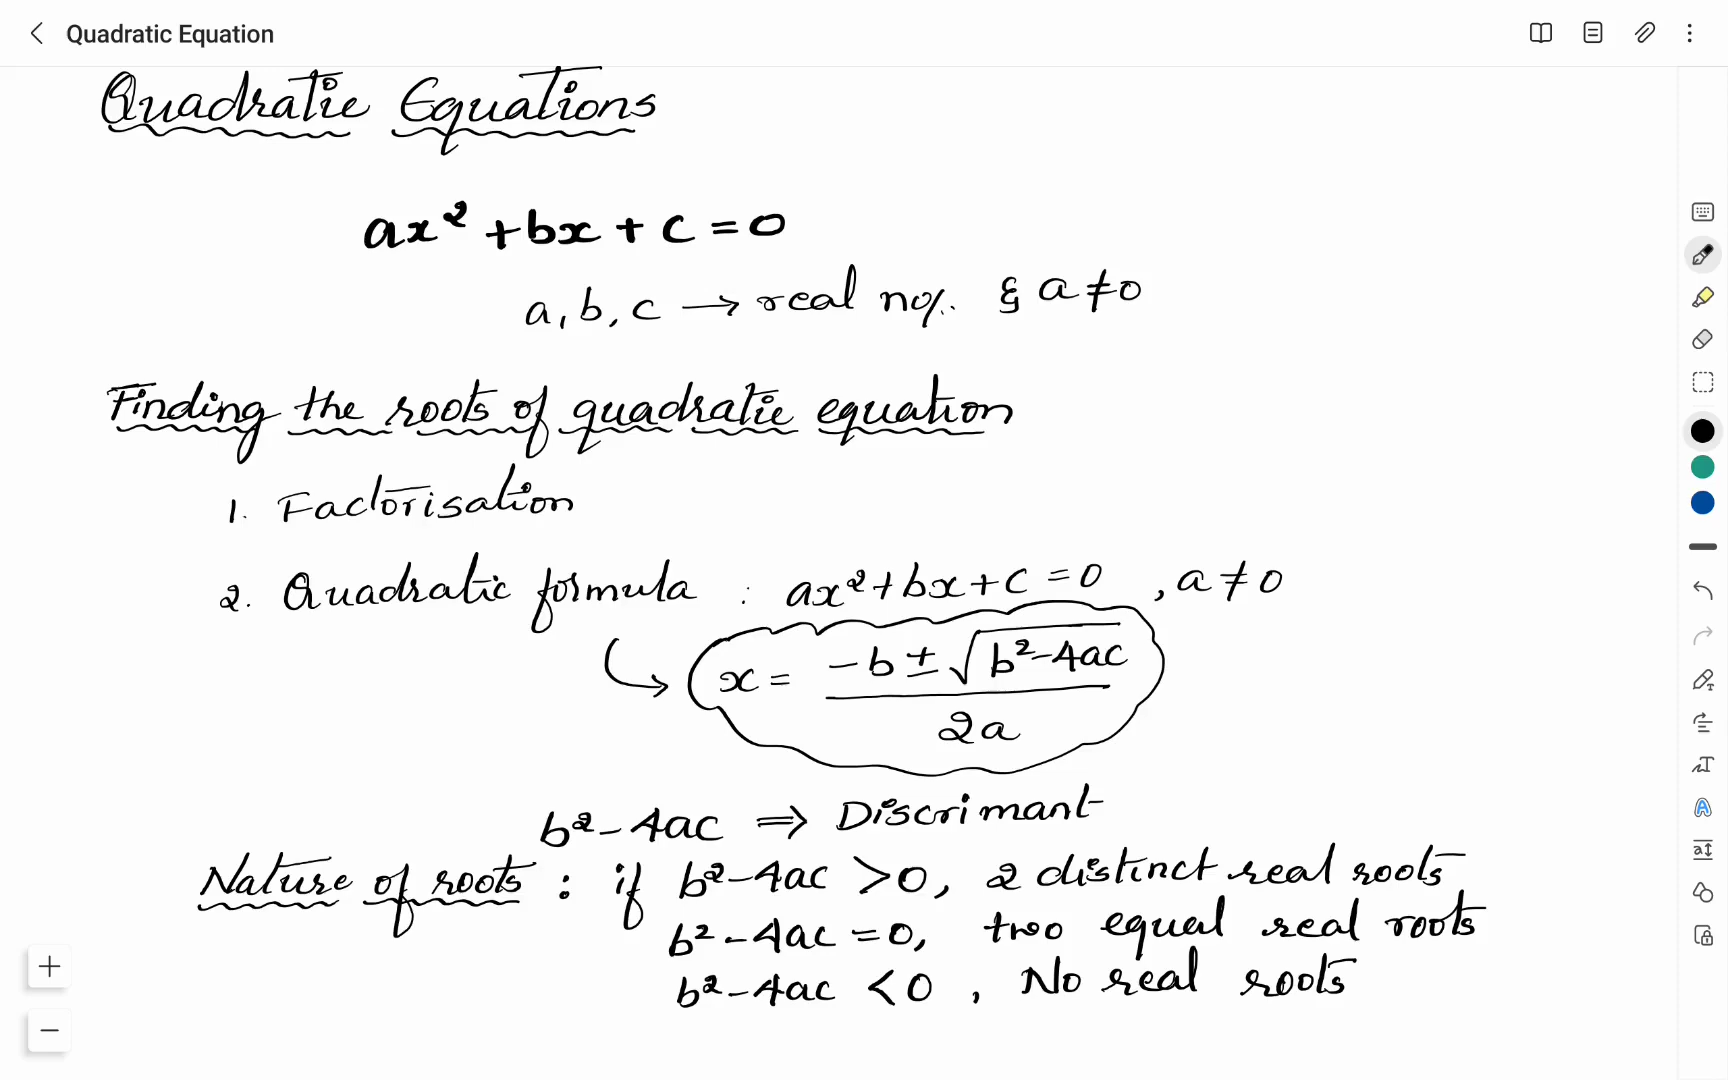 Quadratic Equation
Quadratic Equations
ax² + bx + c = 0
a, b, c → real no/. & a ≠ 0
Finding the roots of quadratic equation
1. Factorisation
2. Quadratic formula : ax² + bx + c = 0 , a ≠ 0
x = (-b ± √(b² - 4ac)) / 2a
b² - 4ac ⇒ Discrimant
Nature of roots : if b² - 4ac > 0, 2 distinct real roots
b² - 4ac = 0, two equal real roots
b² - 4ac < 0 , No real roots